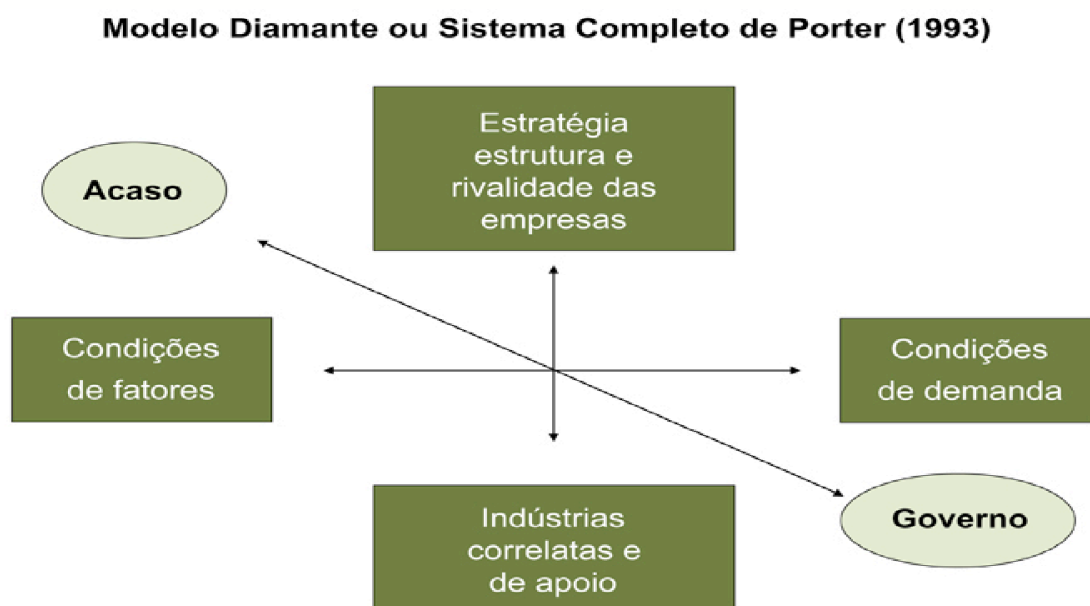 Modelo Diamante ou Sistema Completo de Porter (1993)
Estratégia
estrutura e
rivalidade das
empresas
Acaso
Condições
de fatores
Condições
de demanda
Indústrias
correlatas e
de apoio
Governo